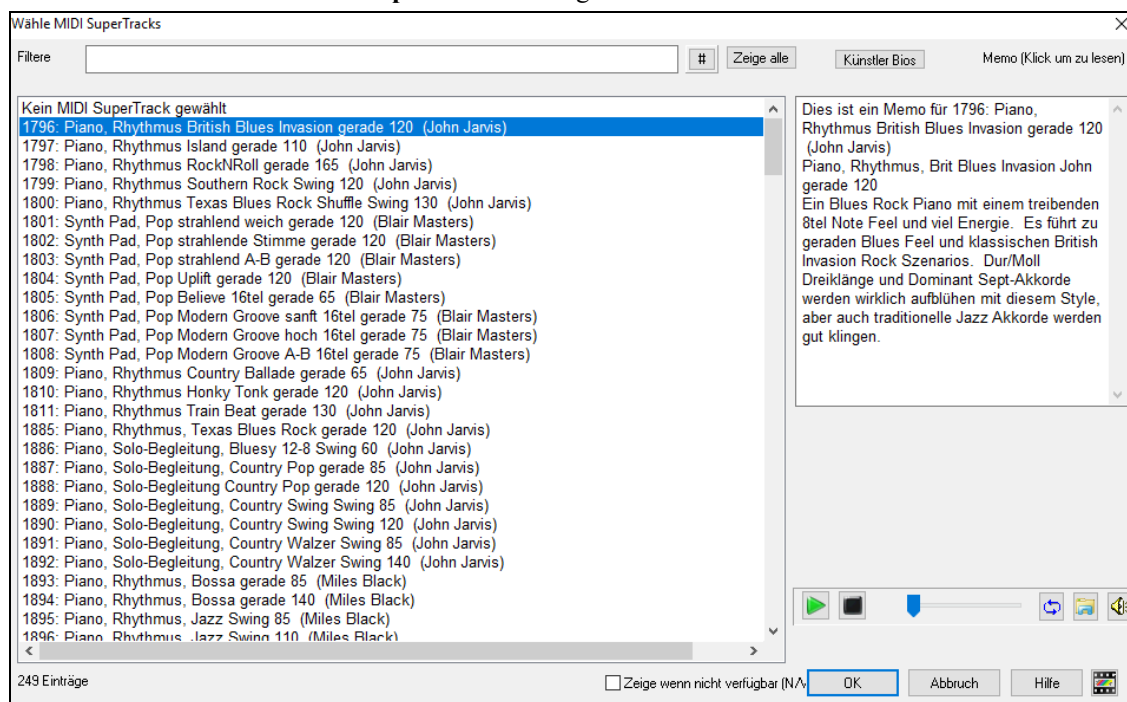 Wähle MIDI SuperTracks
Filtere # Zeige alle Künstler Bios Memo (Klick um zu lesen)
Kein MIDI SuperTrack gewählt
1796: Piano, Rhythmus British Blues Invasion gerade 120 (John Jarvis)
1797: Piano, Rhythmus Island gerade 110 (John Jarvis)
1798: Piano, Rhythmus RockNRoll gerade 165 (John Jarvis)
1799: Piano, Rhythmus Southern Rock Swing 120 (John Jarvis)
1800: Piano, Rhythmus Texas Blues Rock Shuffle Swing 130 (John Jarvis)
1801: Synth Pad, Pop strahlend weich gerade 120 (Blair Masters)
1802: Synth Pad, Pop strahlende Stimme gerade 120 (Blair Masters)
1803: Synth Pad, Pop strahlend A-B gerade 120 (Blair Masters)
1804: Synth Pad, Pop Uplift gerade 120 (Blair Masters)
1805: Synth Pad, Pop Believe 16tel gerade 65 (Blair Masters)
1806: Synth Pad, Pop Modern Groove sanft 16tel gerade 75 (Blair Masters)
1807: Synth Pad, Pop Modern Groove hoch 16tel gerade 75 (Blair Masters)
1808: Synth Pad, Pop Modern Groove A-B 16tel gerade 75 (Blair Masters)
1809: Piano, Rhythmus Country Ballade gerade 65 (John Jarvis)
1810: Piano, Rhythmus Honky Tonk gerade 120 (John Jarvis)
1811: Piano, Rhythmus Train Beat gerade 130 (John Jarvis)
1885: Piano, Rhythmus, Texas Blues Rock gerade 120 (John Jarvis)
1886: Piano, Solo-Begleitung, Bluesy 12-8 Swing 60 (John Jarvis)
1887: Piano, Solo-Begleitung, Country Pop gerade 85 (John Jarvis)
1888: Piano, Solo-Begleitung Country Pop gerade 120 (John Jarvis)
1889: Piano, Solo-Begleitung, Country Swing Swing 85 (John Jarvis)
1890: Piano, Solo-Begleitung, Country Swing Swing 120 (John Jarvis)
1891: Piano, Solo-Begleitung, Country Walzer Swing 85 (John Jarvis)
1892: Piano, Solo-Begleitung, Country Walzer Swing 140 (John Jarvis)
1893: Piano, Rhythmus, Bossa gerade 85 (Miles Black)
1894: Piano, Rhythmus, Bossa gerade 140 (Miles Black)
1895: Piano, Rhythmus, Jazz Swing 85 (Miles Black)
1896: Piano, Rhythmus, Jazz Swing 110 (Miles Black)
Dies ist ein Memo für 1796: Piano,
Rhythmus British Blues Invasion gerade 120
(John Jarvis)
Piano, Rhythmus, Brit Blues Invasion John
gerade 120
Ein Blues Rock Piano mit einem treibenden
8tel Note Feel und viel Energie. Es führt zu
geraden Blues Feel und klassischen British
Invasion Rock Szenarios. Dur/Moll
Dreiklänge und Dominant Sept-Akkorde
werden wirklich aufblühen mit diesem Style,
aber auch traditionelle Jazz Akkorde werden
gut klingen.
249 Einträge Zeige wenn nicht verfügbar (N/ OK Abbruch Hilfe